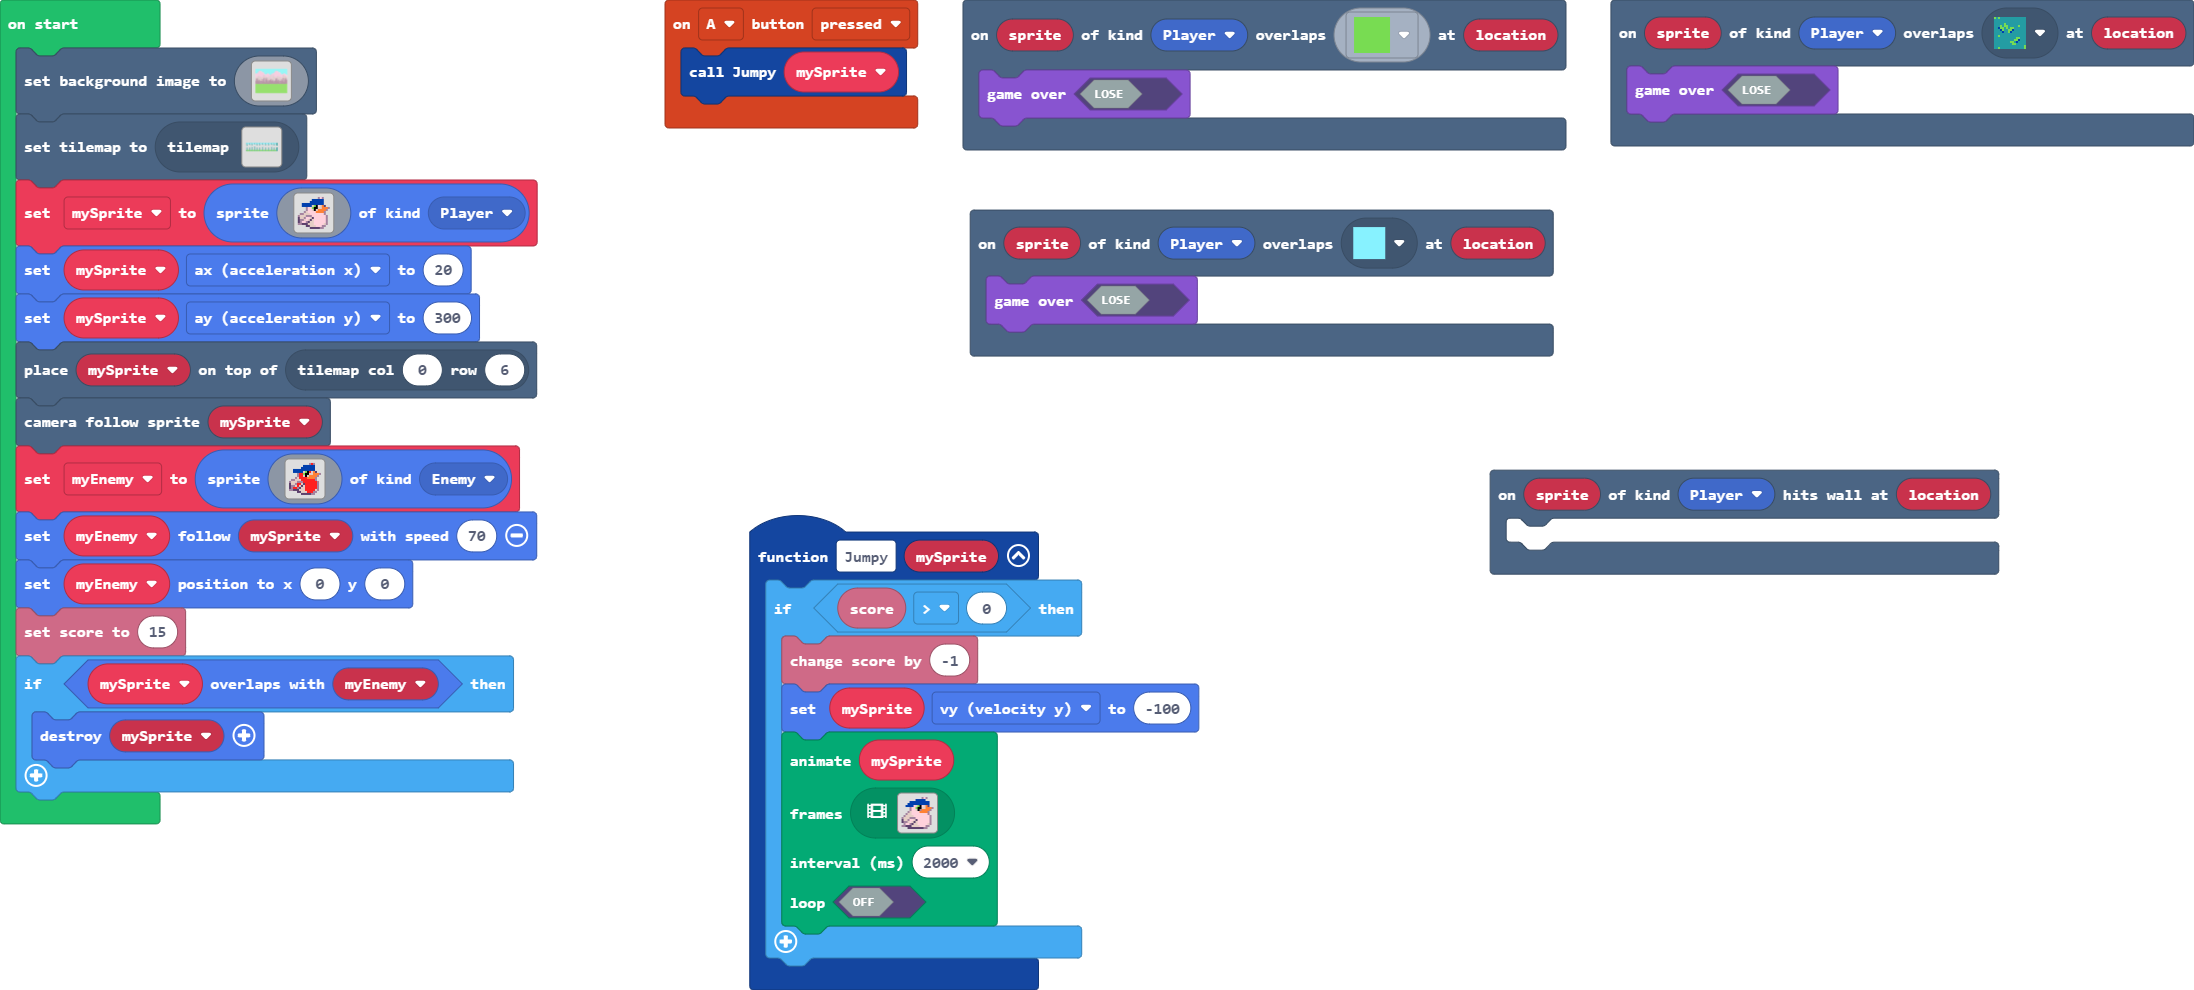 on start
set background image to
set tilemap to tilemap
set mySprite to sprite of kind Player
set mySprite ax (acceleration x) to 20
set mySprite ay (acceleration y) to 300
place mySprite on top of tilemap col 0 row 6
camera follow sprite mySprite
set myEnemy to sprite of kind Enemy
set myEnemy follow mySprite with speed 70
set myEnemy position to x 0 y 0
set score to 15
if mySprite overlaps with myEnemy then
destroy mySprite
on A button pressed
call Jumpy mySprite
on sprite of kind Player overlaps at location
game over LOSE
on sprite of kind Player overlaps at location
game over LOSE
on sprite of kind Player overlaps at location
game over LOSE
on sprite of kind Player hits wall at location
function Jumpy mySprite
if score > 0 then
change score by -1
set mySprite vy (velocity y) to -100
animate mySprite
frames
interval (ms) 2000
loop OFF